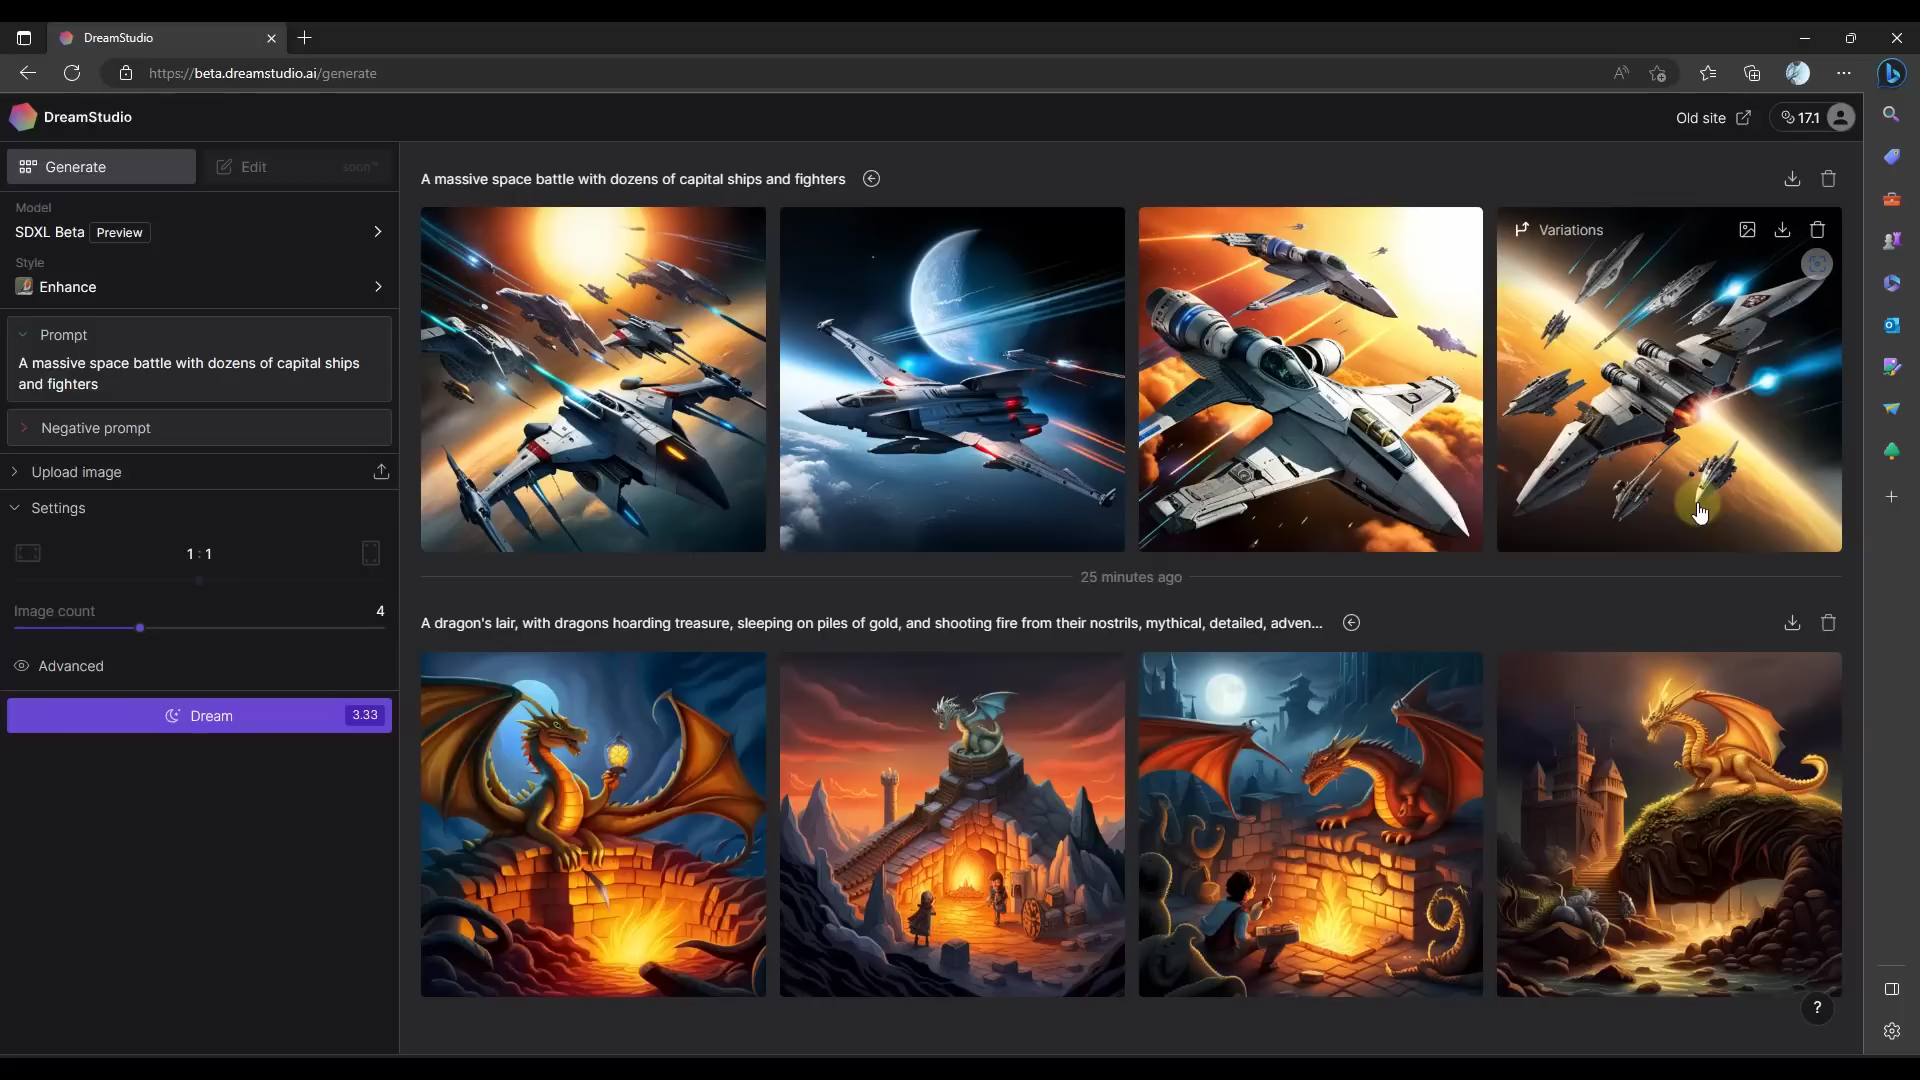 DreamStudio
https://beta.dreamstudio.ai/generate
DreamStudio
Old site
17.1
Generate
Edit
soon™
Model
SDXL Beta Preview
Style
Enhance
Prompt
A massive space battle with dozens of capital ships
and fighters
Negative prompt
Upload image
Settings
1 : 1
Image count 4
Advanced
Dream 3.33
A massive space battle with dozens of capital ships and fighters
Variations
25 minutes ago
A dragon's lair, with dragons hoarding treasure, sleeping on piles of gold, and shooting fire from their nostrils, mythical, detailed, adven...
?